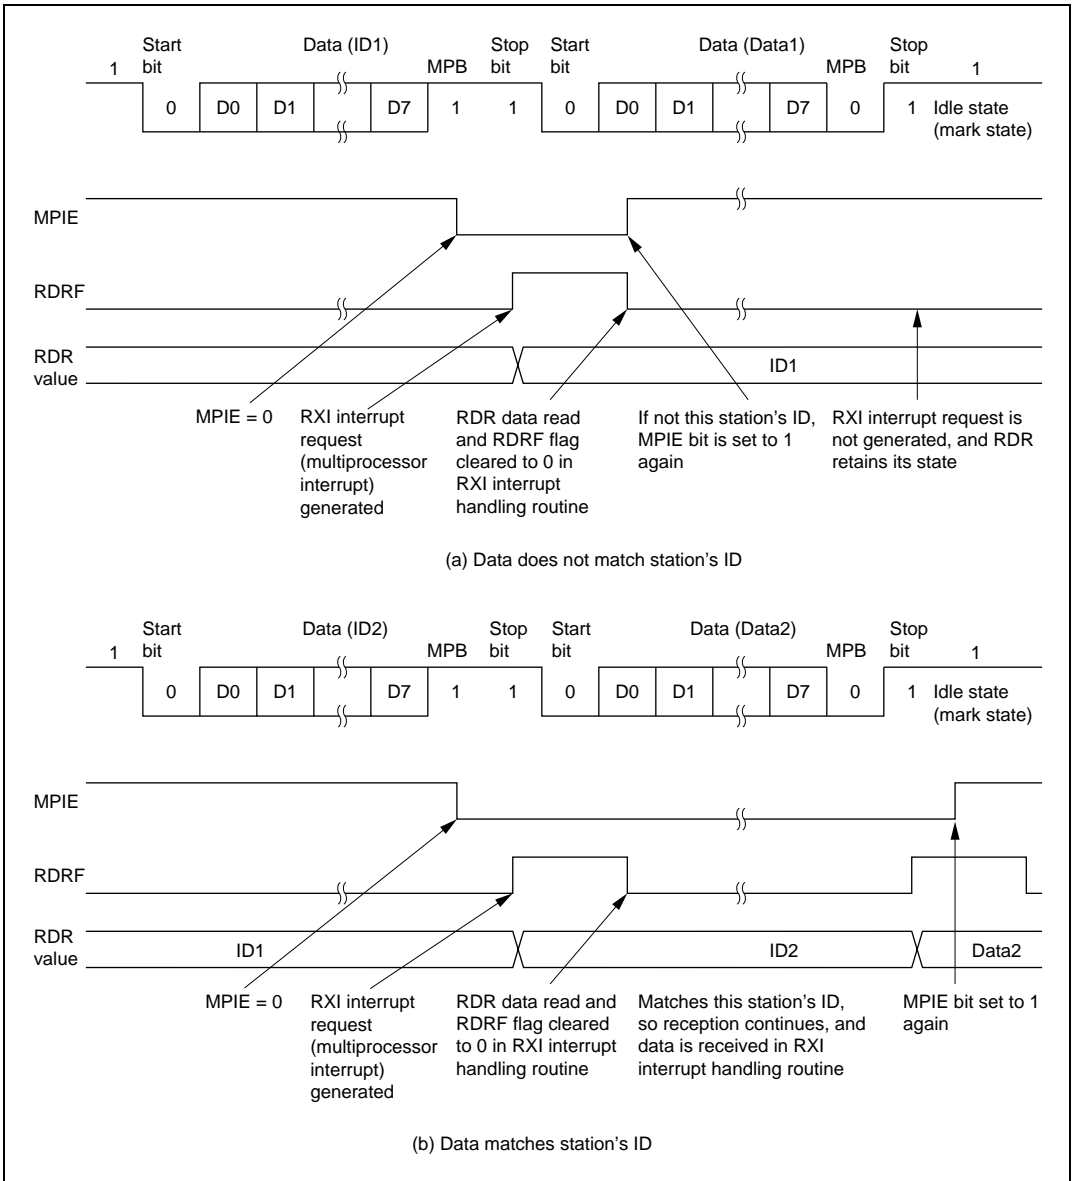 Start Data (ID1) Stop Start Data (Data1) Stop
1 bit MPB bit bit MPB bit 1
0 D0 D1 D7 1 1 0 D0 D1 D7 0 1 Idle state
(mark state)
MPIE
RDRF
RDR
value
ID1
MPIE = 0
RXI interrupt
request
(multiprocessor
interrupt)
generated
RDR data read
and RDRF flag
cleared to 0 in
RXI interrupt
handling routine
If not this station's ID,
MPIE bit is set to 1
again
RXI interrupt request is
not generated, and RDR
retains its state
(a) Data does not match station's ID
Start Data (ID2) Stop Start Data (Data2) Stop
1 bit MPB bit bit MPB bit 1
0 D0 D1 D7 1 1 0 D0 D1 D7 0 1 Idle state
(mark state)
MPIE
RDRF
RDR
value
ID1 ID2 Data2
MPIE = 0
RXI interrupt
request
(multiprocessor
interrupt)
generated
RDR data read and
RDRF flag cleared
to 0 in RXI interrupt
handling routine
Matches this station's ID,
so reception continues, and
data is received in RXI
interrupt handling routine
MPIE bit set to 1
again
(b) Data matches station's ID